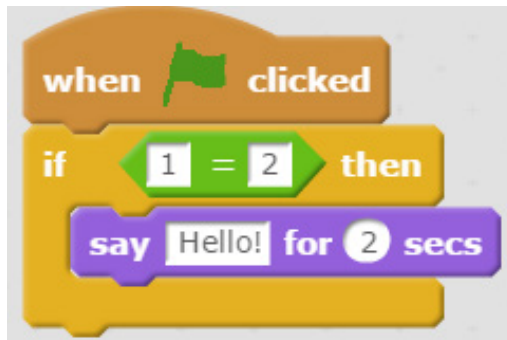 when clicked
if 1 = 2 then
say Hello! for 2 secs